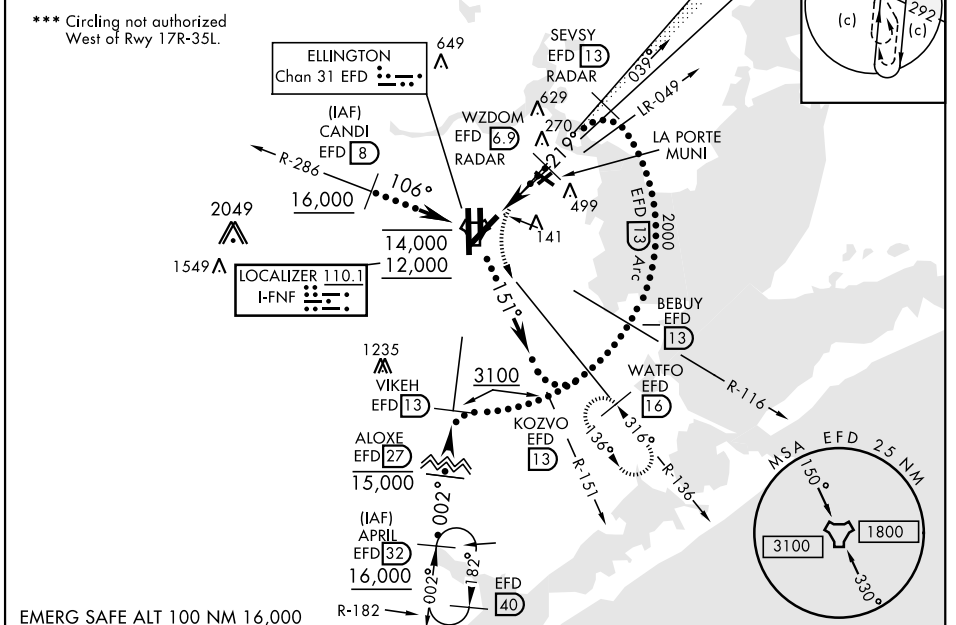 *** Circling not authorized
West of Rwy 17R-35L.
(c)
292
(c)
ELLINGTON
Chan 31 EFD
649
SEVSY
EFD 13
RADAR
039°
LR-049
629
WZDOM
EFD 6.9
RADAR
270
219°
LA PORTE
MUNI
(IAF)
CANDI
EFD 8
R-286
106°
16,000
499
141
EFD 13 Arc
2000
2049
1549
14,000
12,000
LOCALIZER 110.1
I-FNF
151°
BEBUY
EFD
13
R-116
1235
3100
VIKEH
EFD 13
WATFO
EFD
16
KOZVO
EFD
13
136°
316°
R-151
R-136
ALOXE
EFD 27
15,000
002°
(IAF)
APRIL
EFD 32
16,000
002°
182°
EFD
40
R-182
MSA EFD 25 NM
150°
3100
1800
330°
EMERG SAFE ALT 100 NM 16,000